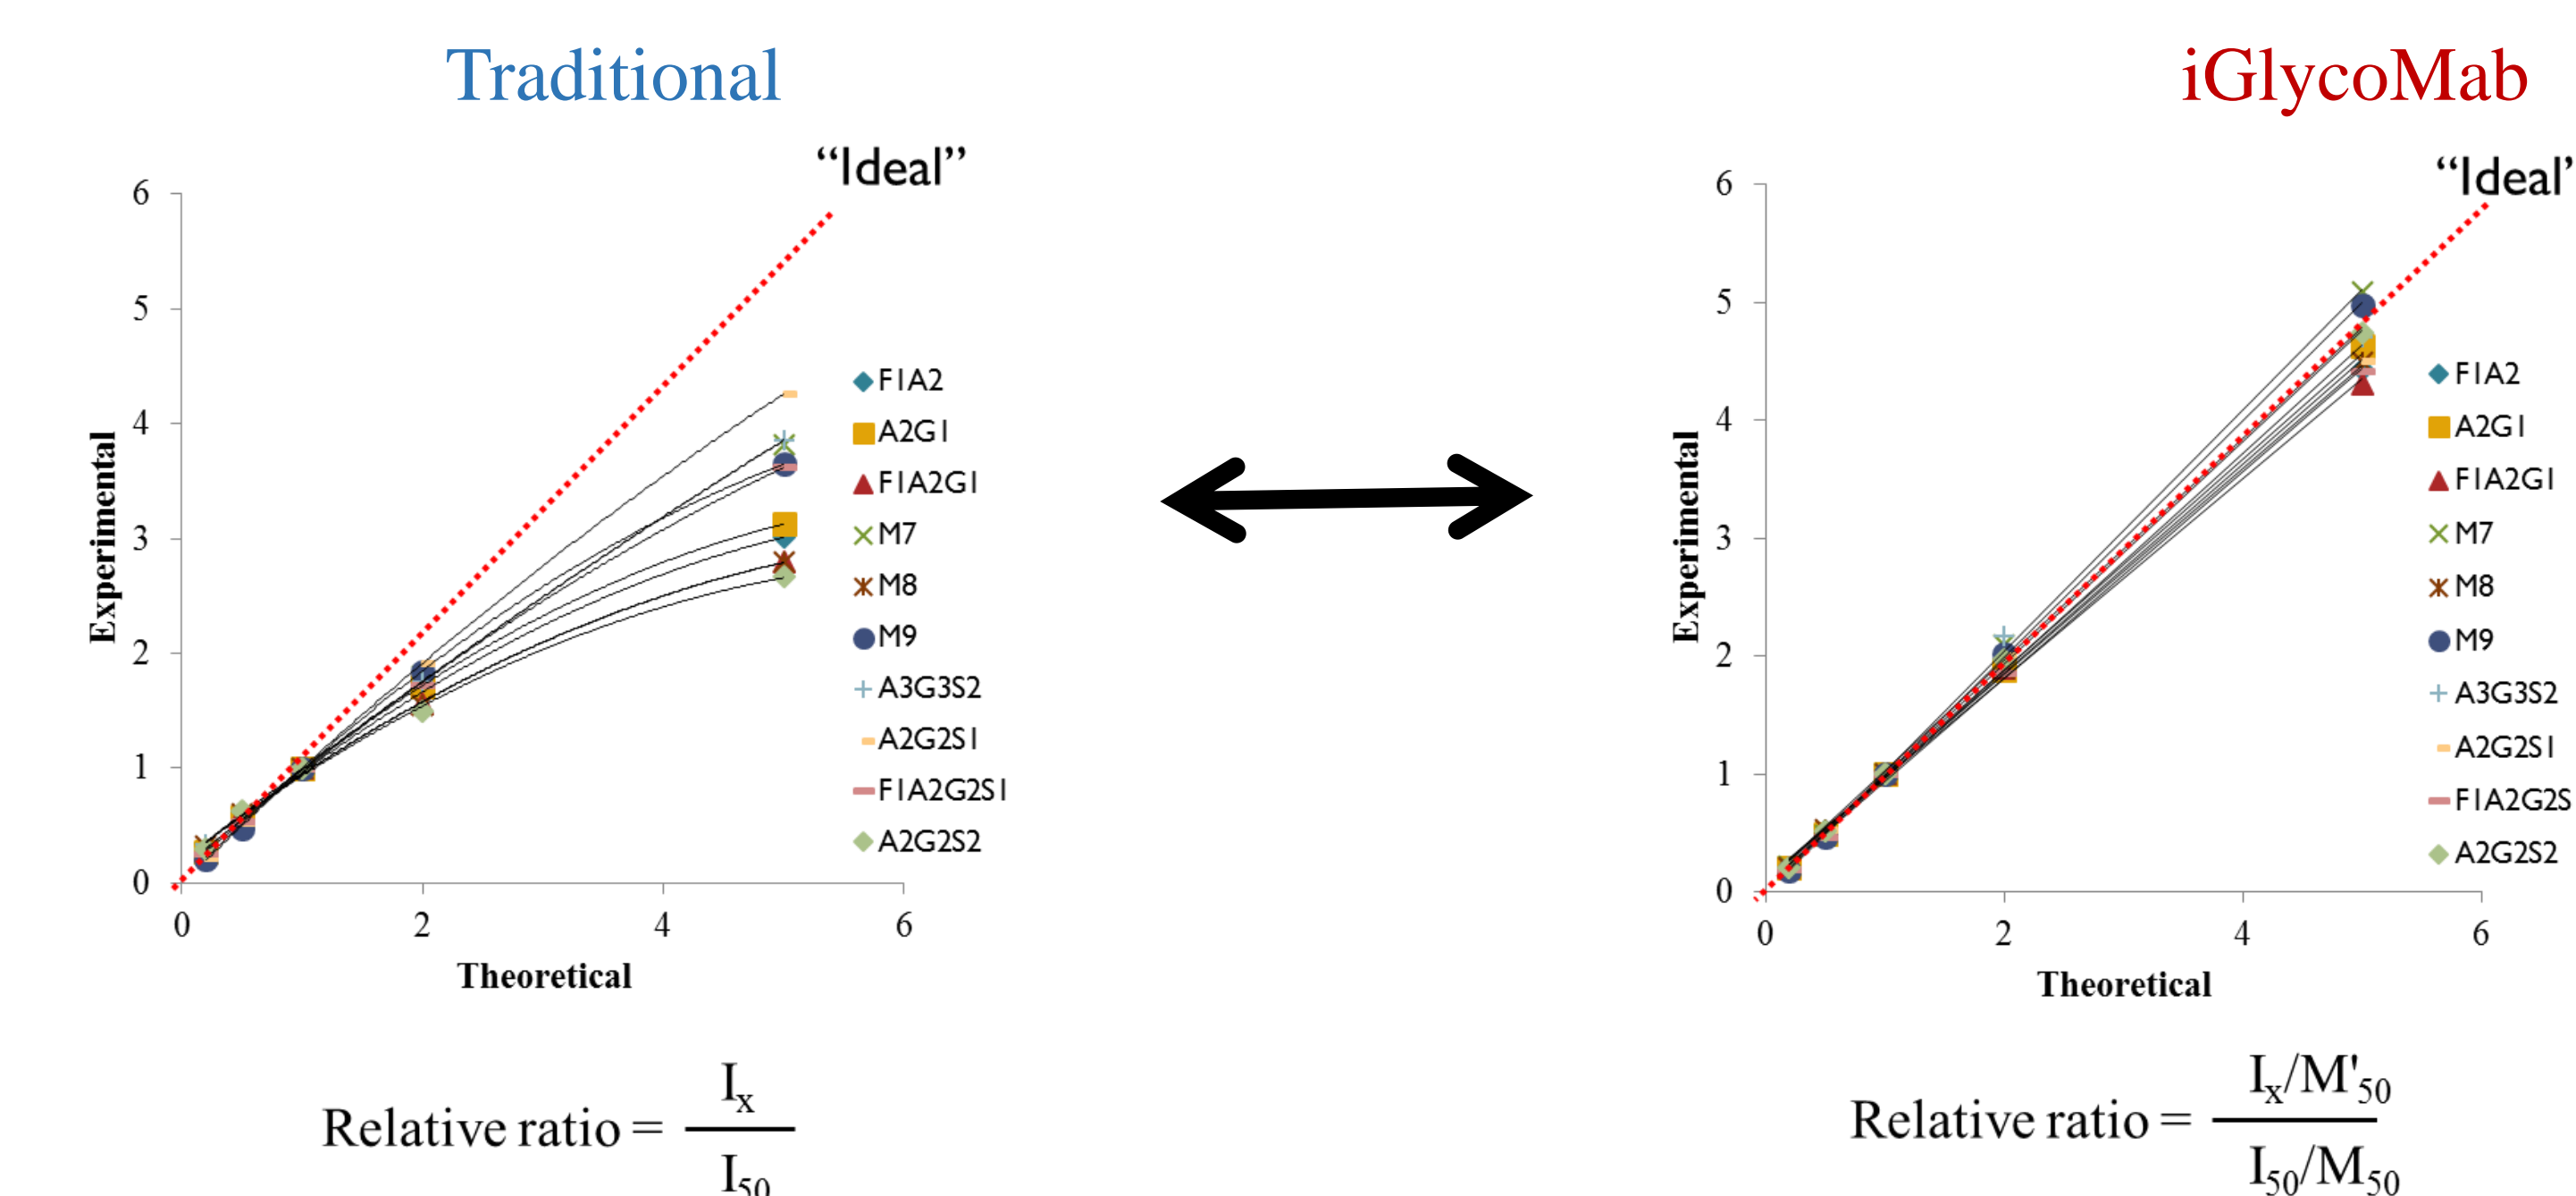 Traditional
iGlycoMab
“Ideal”
6
5
4
3
2
1
0
0 2 4 6
Experimental
Theoretical
F1A2
A2G1
F1A2G1
M7
M8
M9
A3G3S2
A2G2S1
F1A2G2S1
A2G2S2
Relative ratio = Ix
I50
“Ideal’
6
5
4
3
2
1
0
0 2 4 6
Experimental
Theoretical
F1A2
A2G1
F1A2G1
M7
M8
M9
A3G3S2
A2G2S1
F1A2G2S
A2G2S2
Relative ratio = Ix/M'50
I50/M50